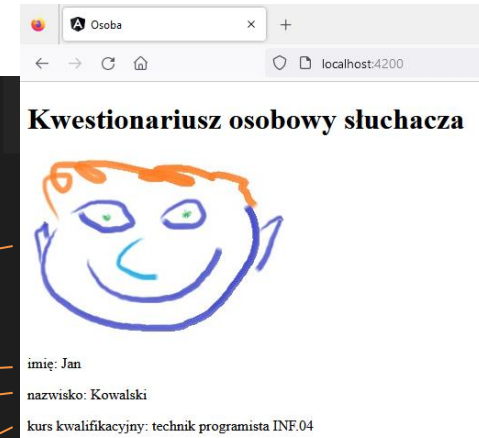 Osoba
localhost:4200
Kwestionariusz osobowy słuchacza
imię: Jan
nazwisko: Kowalski
kurs kwalifikacyjny: technik programista INF.04